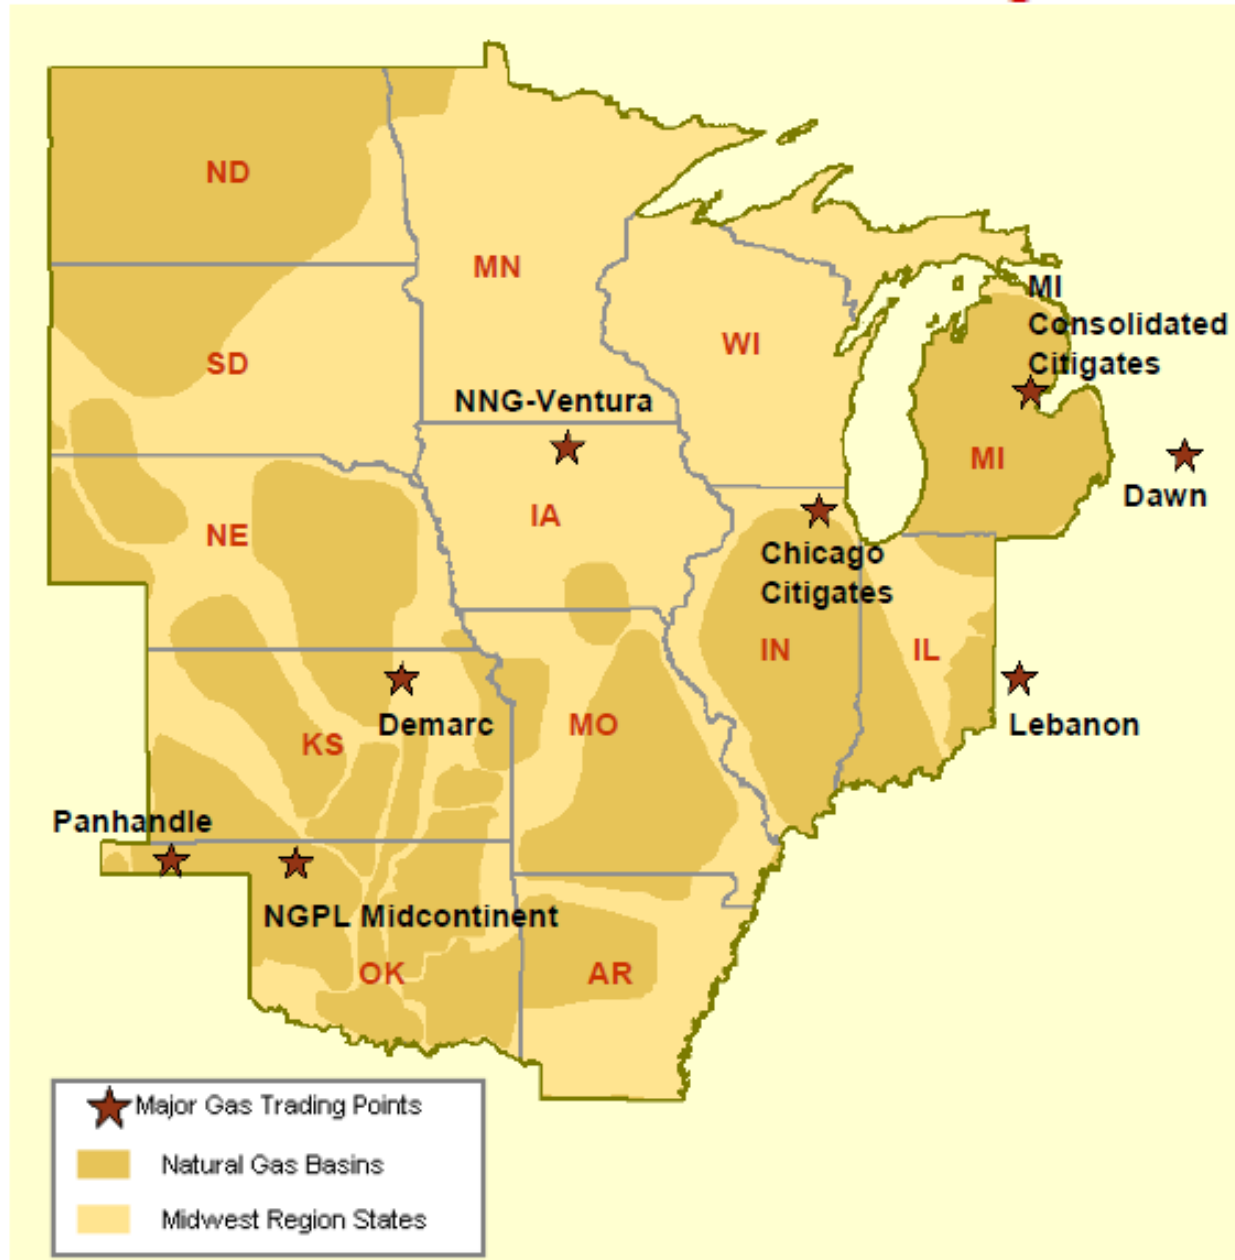 ND
MN
MI
Consolidated
Citigates
SD
WI
NNG-Ventura
MI
Dawn
IA
NE
Chicago
Citigates
IN
IL
Lebanon
Demarc
MO
KS
Panhandle
NGPL Midcontinent
OK
AR
Major Gas Trading Points
Natural Gas Basins
Midwest Region States